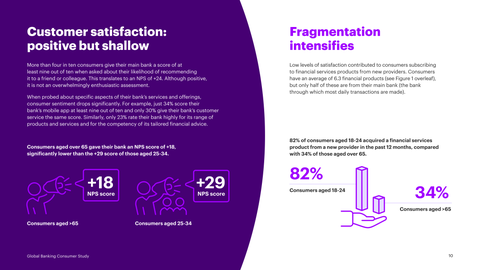 Customer satisfaction:
positive but shallow
More than four in ten consumers give their main bank a score of at
least nine out of ten when asked about their likelihood of recommending
it to a friend or colleague. This translates to an NPS of +24. Although positive,
it is not an overwhelmingly enthusiastic assessment.
When probed about specific aspects of their bank's services and offerings,
consumer sentiment drops significantly. For example, just 34% score their
bank's mobile app at least nine out of ten and only 30% give their bank's customer
service the same score. Similarly, only 23% rate their bank highly for its range of
products and services and for the competency of its tailored financial advice.
Consumers aged over 65 gave their bank an NPS score of +18,
significantly lower than the +29 score of those aged 25-34.
+18
NPS score
Consumers aged >65
+29
NPS score
Consumers aged 25-34
Global Banking Consumer Study
Fragmentation
intensifies
Low levels of satisfaction contributed to consumers subscribing
to financial services products from new providers. Consumers
have an average of 6.3 financial products (see Figure 1 overleaf),
but only half of these are from their main bank (the bank
through which most daily transactions are made).
82% of consumers aged 18-24 acquired a financial services
product from a new provider in the past 12 months, compared
with 34% of those aged over 65.
82%
Consumers aged 18-24
34%
Consumers aged >65
10